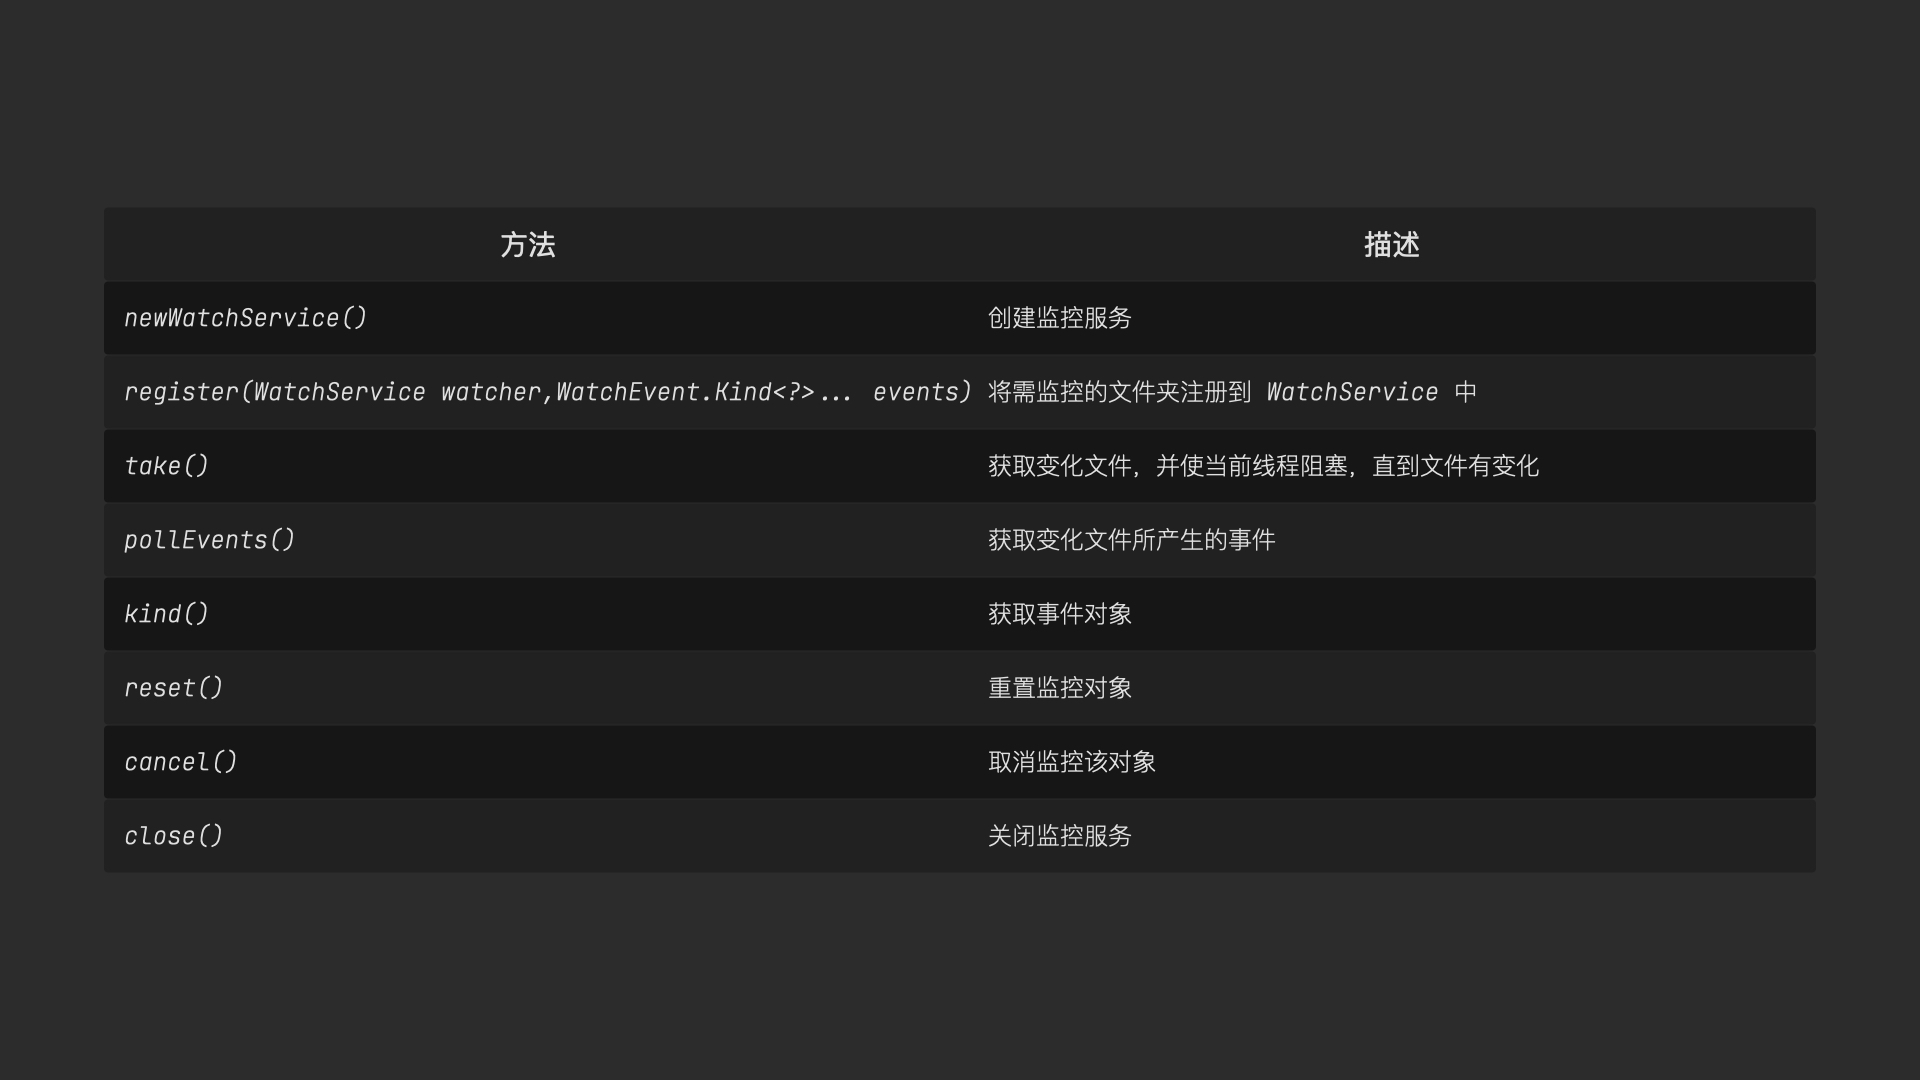 方法 描述
newWatchService() 创建监控服务
register(WatchService watcher,WatchEvent.Kind<?>... events) 将需监控的文件夹注册到 WatchService 中
take() 获取变化文件，并使当前线程阻塞，直到文件有变化
pollEvents() 获取变化文件所产生的事件
kind() 获取事件对象
reset() 重置监控对象
cancel() 取消监控该对象
close() 关闭监控服务